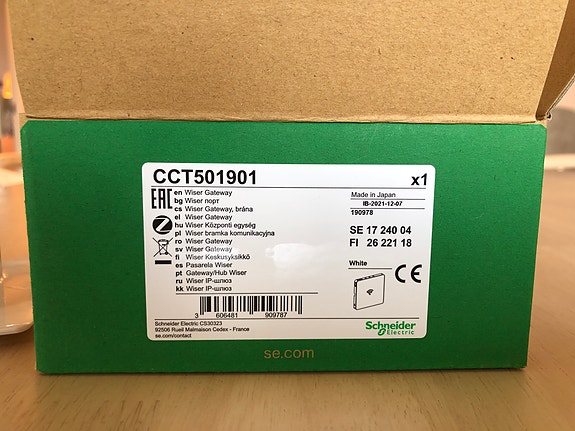 CCT501901
x1
EAC
en Wiser Gateway
bg Wiser порт
cs Wiser Gateway, brána
el Wiser Gateway
hu Wiser Központi egység
pl Wiser bramka komunikacyjna
ro Wiser Gateway
sv Wiser Gateway
fi Wiser Keskusyksikkö
es Pasarela Wiser
pt Gateway/Hub Wiser
ru Wiser IP-шлюз
kk Wiser IP-шлюз
Made in Japan
IB-2021-12-07
190978
SE 17 240 04
FI 26 221 18
White
CE
3 606481 909787
Schneider Electric CS30323
92506 Rueil Malmaison Cedex - France
se.com/contact
Schneider
Electric
se.com